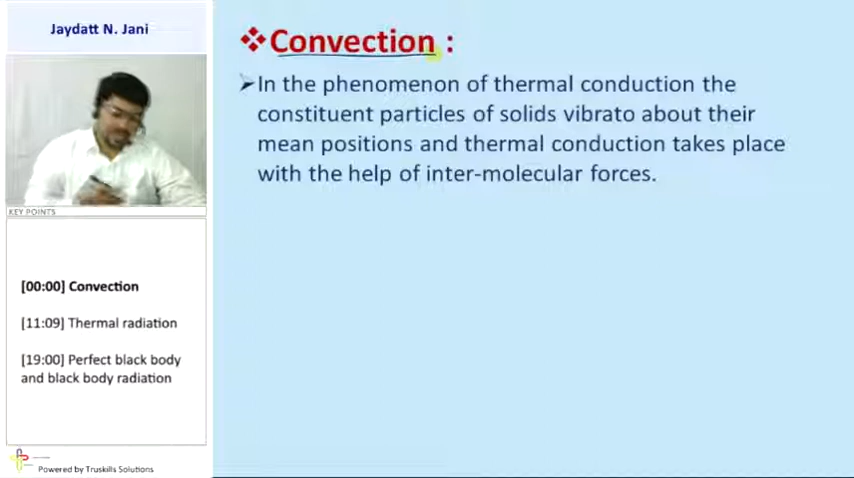 Jaydatt N. Jani
KEY POINTS
[00:00] Convection
[11:09] Thermal radiation
[19:00] Perfect black body
and black body radiation
Powered by Truskills Solutions
❖Convection :
➢In the phenomenon of thermal conduction the
constituent particles of solids vibrato about their
mean positions and thermal conduction takes place
with the help of inter-molecular forces.